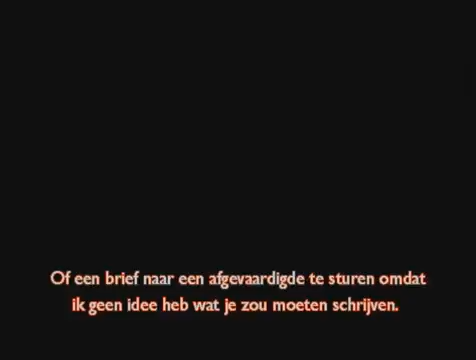 Of een brief naar een afgevaardigde te sturen omdat
ik geen idee heb wat je zou moeten schrijven.